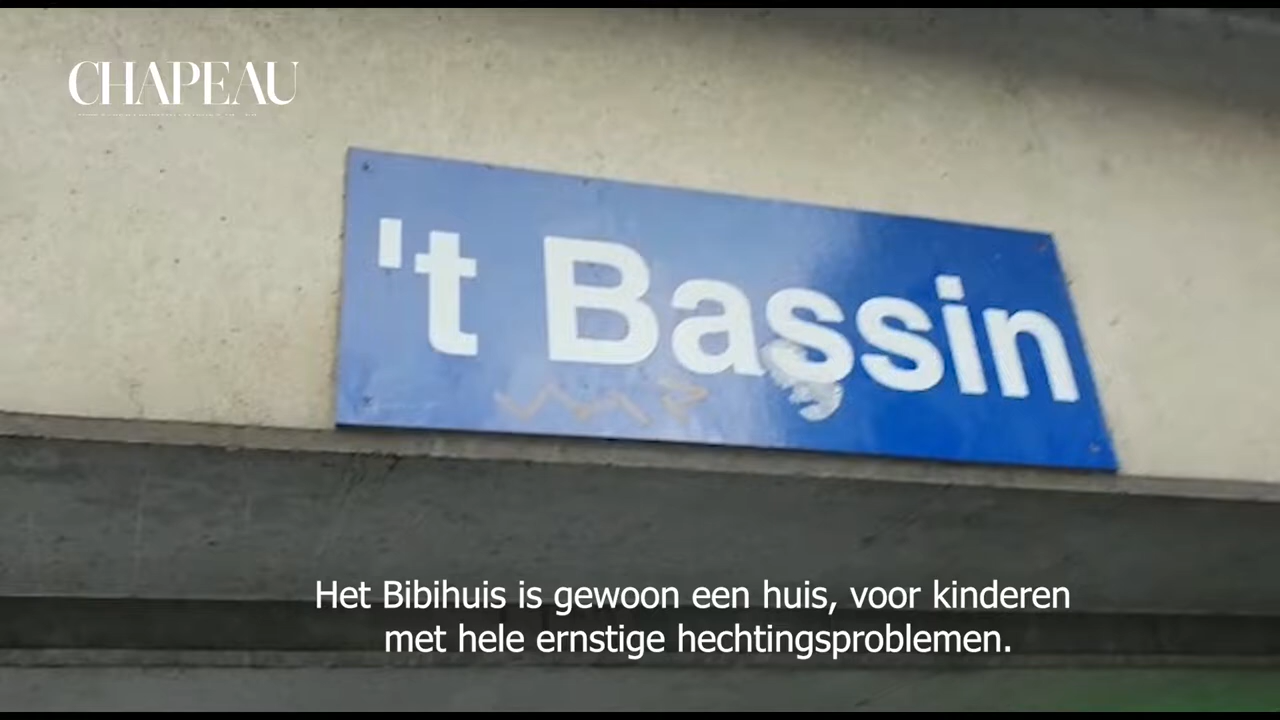 CHAPEAU
't Bassin
Het Bibihuis is gewoon een huis, voor kinderen
met hele ernstige hechtingsproblemen.